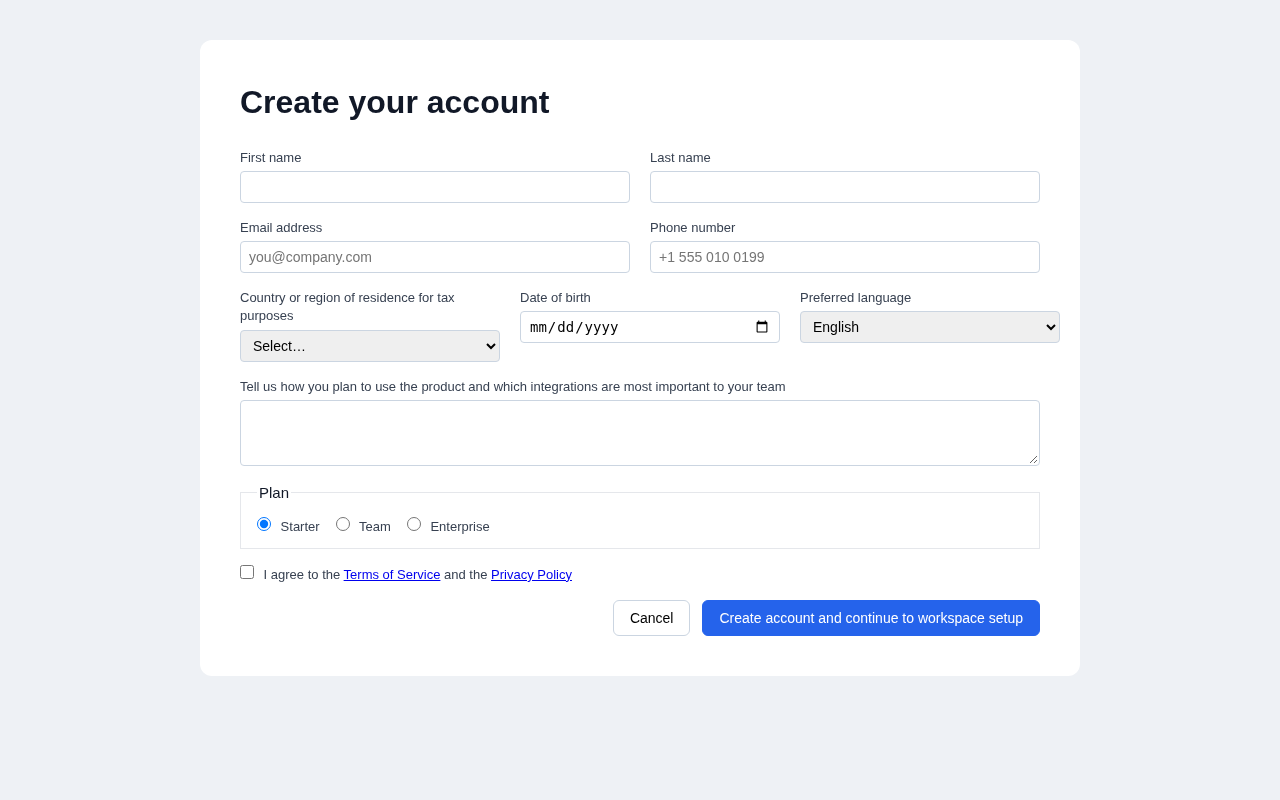 Create your account
First name
Last name
Email address
Phone number
you@company.com
+1 555 010 0199
Country or region of residence for tax
purposes
Date of birth
Preferred language
Select…
mm/dd/yyyy
English
Tell us how you plan to use the product and which integrations are most important to your team
Plan
Starter
Team
Enterprise
I agree to the Terms of Service and the Privacy Policy
Cancel
Create account and continue to workspace setup